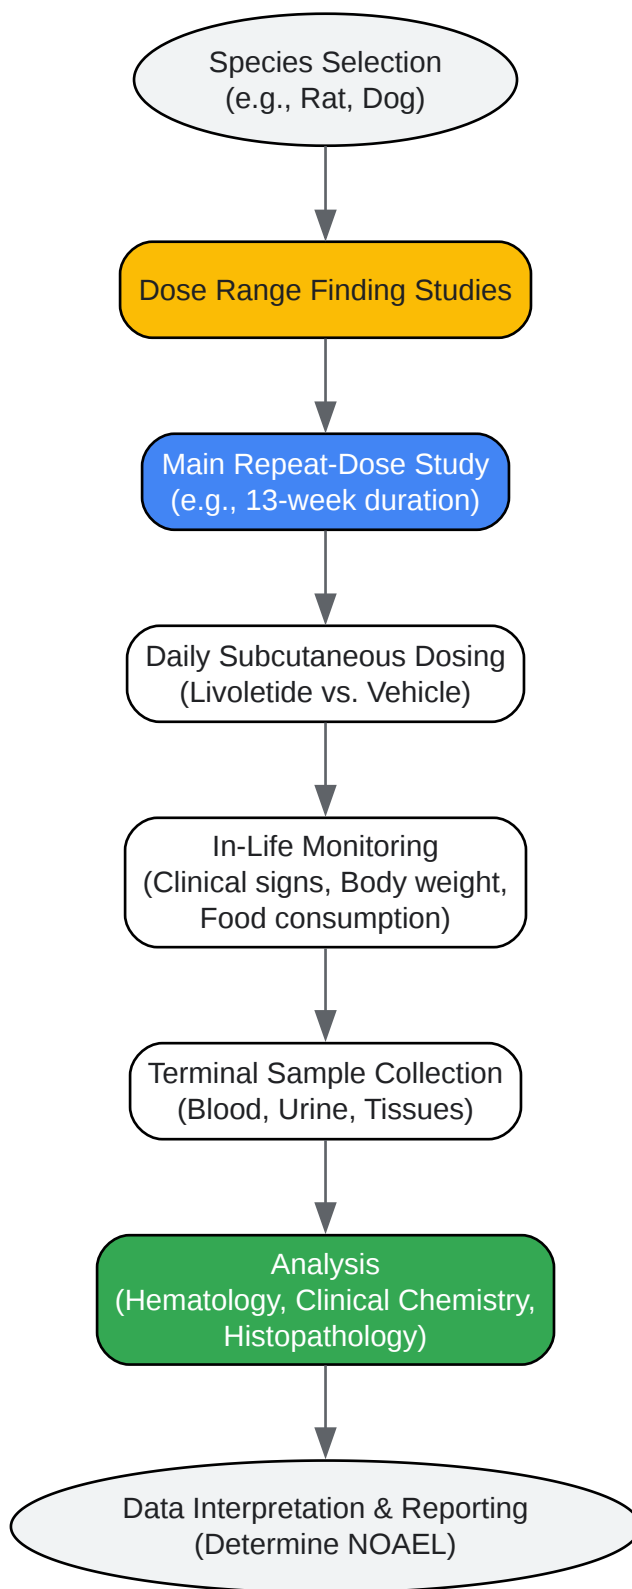 Species Selection
(e.g., Rat, Dog)
Dose Range Finding Studies
Main Repeat-Dose Study
(e.g., 13-week duration)
Daily Subcutaneous Dosing
(Livoletide vs. Vehicle)
In-Life Monitoring
(Clinical signs, Body weight,
Food consumption)
Terminal Sample Collection
(Blood, Urine, Tissues)
Analysis
(Hematology, Clinical Chemistry,
Histopathology)
Data Interpretation & Reporting
(Determine NOAEL)